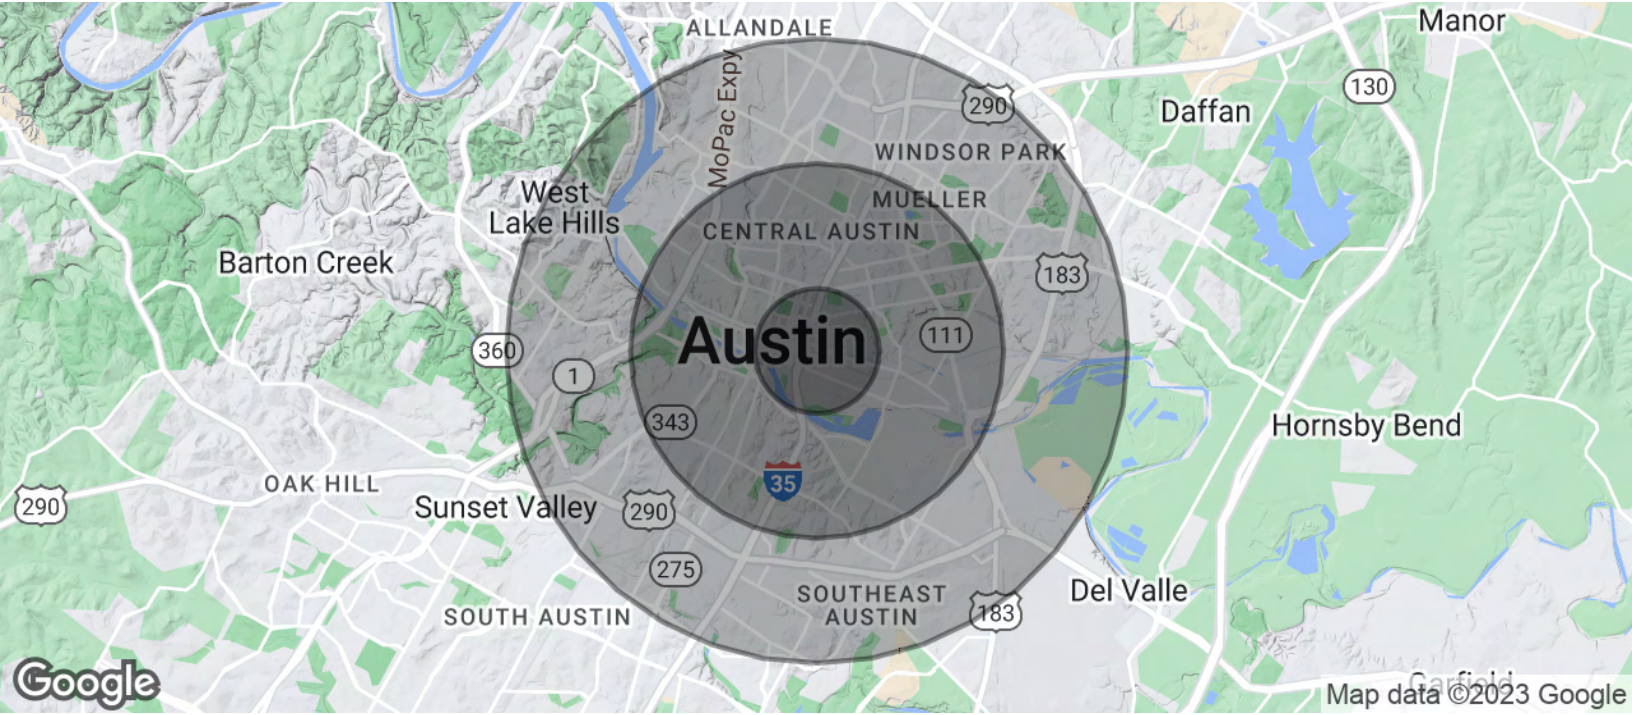 ALLANDALE
Manor
MoPac Expy
290
130
Daffan
WINDSOR PARK
West
Lake Hills
MUELLER
CENTRAL AUSTIN
Barton Creek
183
Austin
111
360
1
343
Hornsby Bend
OAK HILL
35
290
Sunset Valley
290
275
Del Valle
SOUTHEAST
AUSTIN
183
SOUTH AUSTIN
Google
Garfield
Map data ©2023 Google